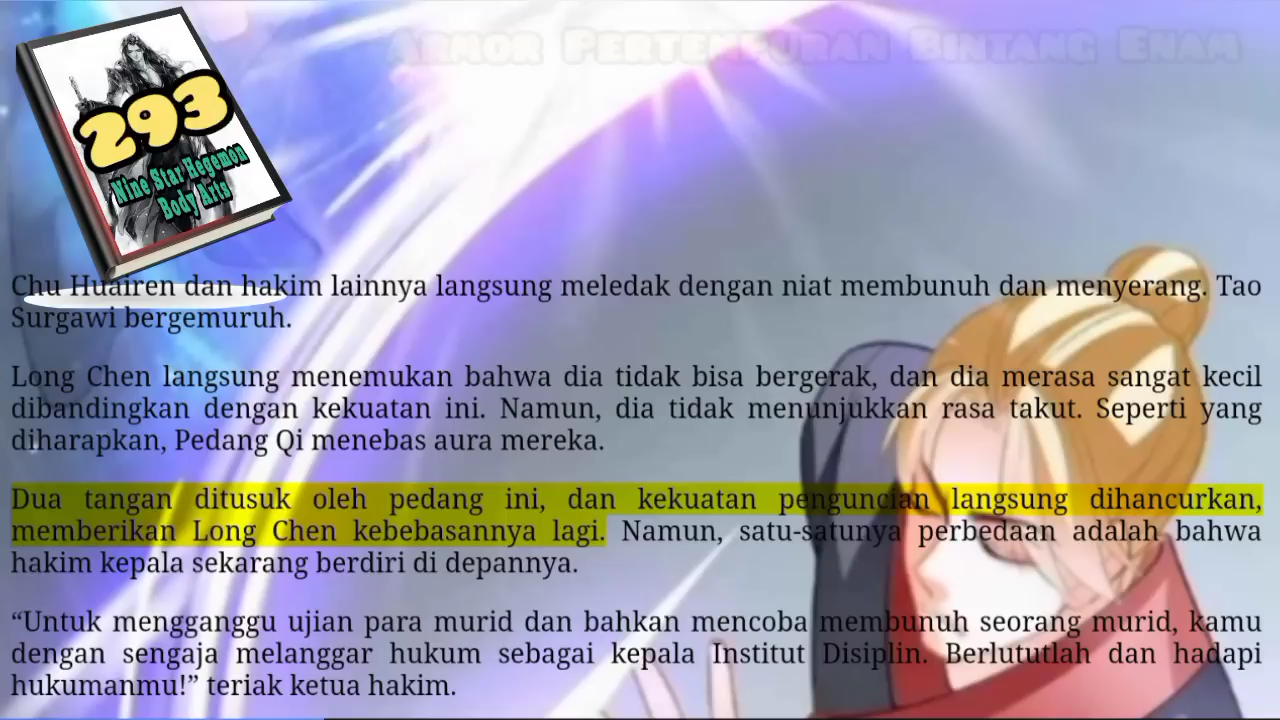 Armor Pertempuran Bintang Enam
293
Nine Star Hegemon
Body Arts
Chu Huairen dan hakim lainnya langsung meledak dengan niat membunuh dan menyerang. Tao
Surgawi bergemuruh.
Long Chen langsung menemukan bahwa dia tidak bisa bergerak, dan dia merasa sangat kecil
dibandingkan dengan kekuatan ini. Namun, dia tidak menunjukkan rasa takut. Seperti yang
diharapkan, Pedang Qi menebas aura mereka.
Dua tangan ditusuk oleh pedang ini, dan kekuatan penguncian langsung dihancurkan,
memberikan Long Chen kebebasannya lagi. Namun, satu-satunya perbedaan adalah bahwa
hakim kepala sekarang berdiri di depannya.
“Untuk mengganggu ujian para murid dan bahkan mencoba membunuh seorang murid, kamu
dengan sengaja melanggar hukum sebagai kepala Institut Disiplin. Berlututlah dan hadapi
hukumanmu!” teriak ketua hakim.